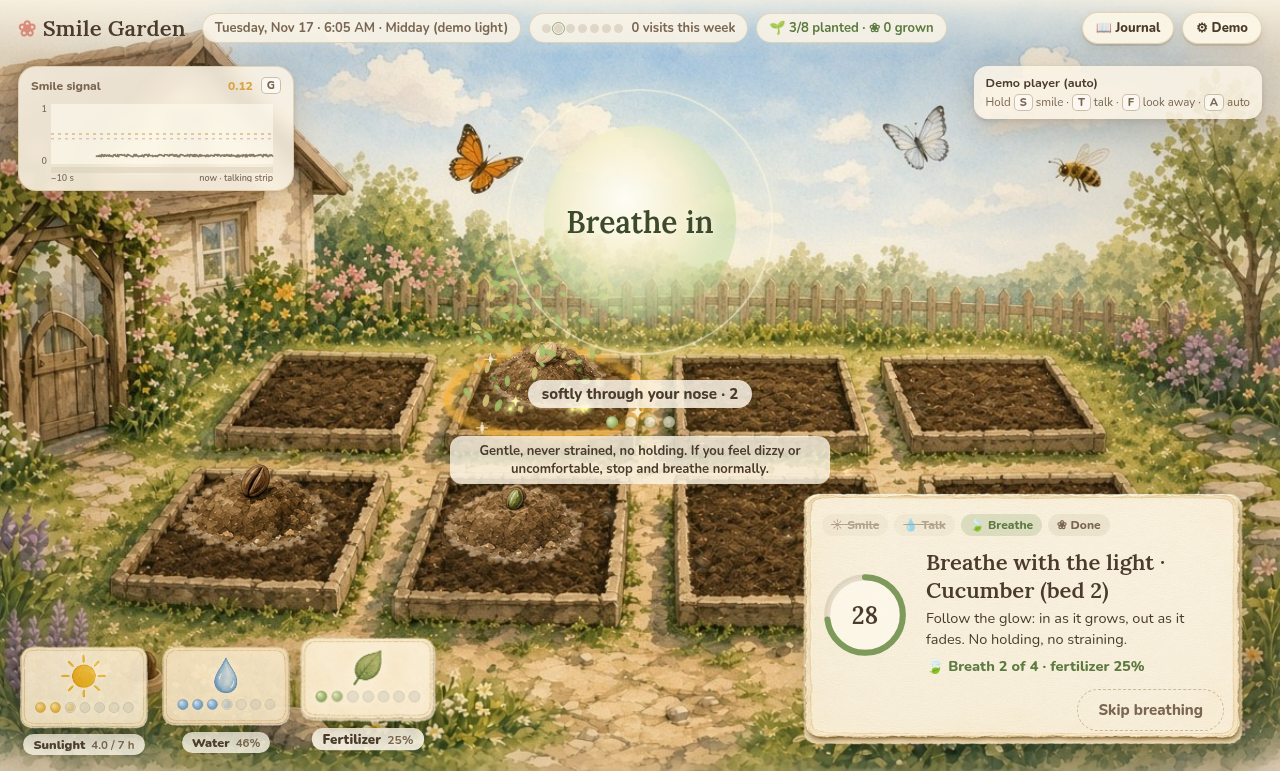 ❀ Smile Garden
Tuesday, Nov 17 · 6:05 AM · Midday (demo light)
0 visits this week
🌱 3/8 planted · ❀ 0 grown
📖 Journal
⚙ Demo
Smile signal 0.12 G
1
0
−10 s now · talking strip
Demo player (auto)
Hold S smile · T talk · F look away · A auto
Breathe in
softly through your nose · 2
Gentle, never strained, no holding. If you feel dizzy or
uncomfortable, stop and breathe normally.
☀ Smile 💧 Talk 🍃 Breathe ❀ Done
Breathe with the light ·
Cucumber (bed 2)
28
Follow the glow: in as it grows, out as it
fades. No holding, no straining.
🍃 Breath 2 of 4 · fertilizer 25%
Skip breathing
Sunlight 4.0 / 7 h
Water 46%
Fertilizer 25%